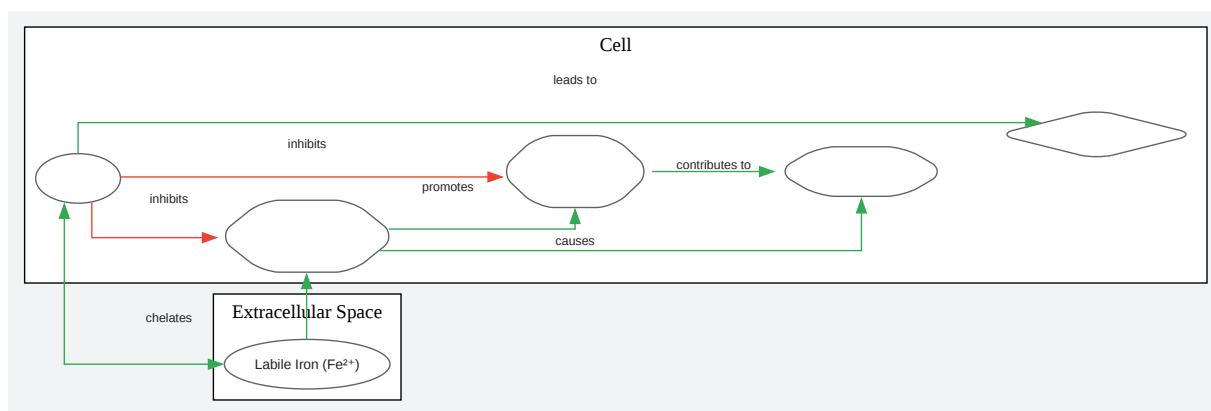 Cell
leads to
inhibits
contributes to
promotes
inhibits
causes
Extracellular Space
chelates
Labile Iron (Fe²⁺)